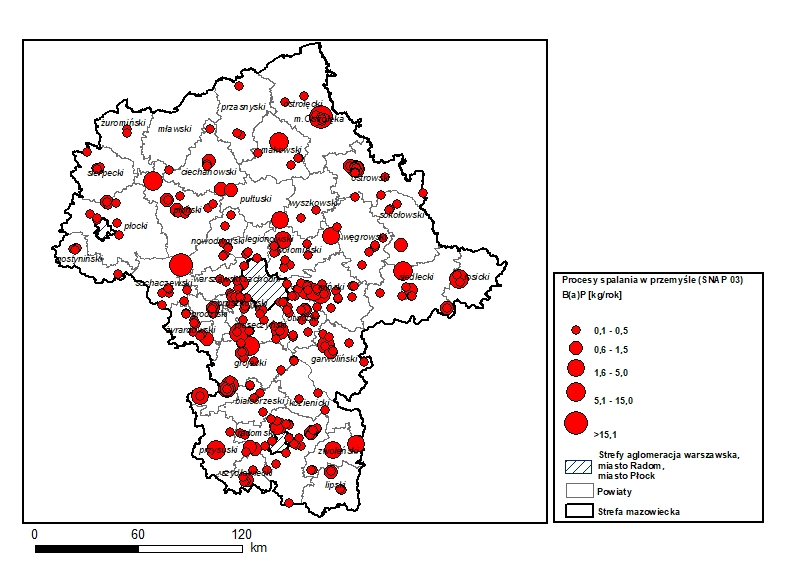 przasnyski
ostrołęcki
m.Ostrołęka
żuromiński
mławski
makowski
sierpecki
ciechanowski
ostrowski
pułtuski
wyszkowski
płoński
sokołowski
płocki
nowodworski
legionowski
węgrowski
wołomiński
gostyniński
siedlecki
łosicki
sochaczewski
grodziski
żyrardowski
garwoliński
grójecki
białobrzeski
kozienicki
radomski
przysuski
zwoleński
szydłowiecki
lipski
Procesy spalania w przemyśle (SNAP 03)
B(a)P [kg/rok]
0,1 - 0,5
0,6 - 1,5
1,6 - 5,0
5,1 - 15,0
>15,1
Strefy aglomeracja warszawska,
miasto Radom,
miasto Płock
Powiaty
Strefa mazowiecka
0 60 120
km